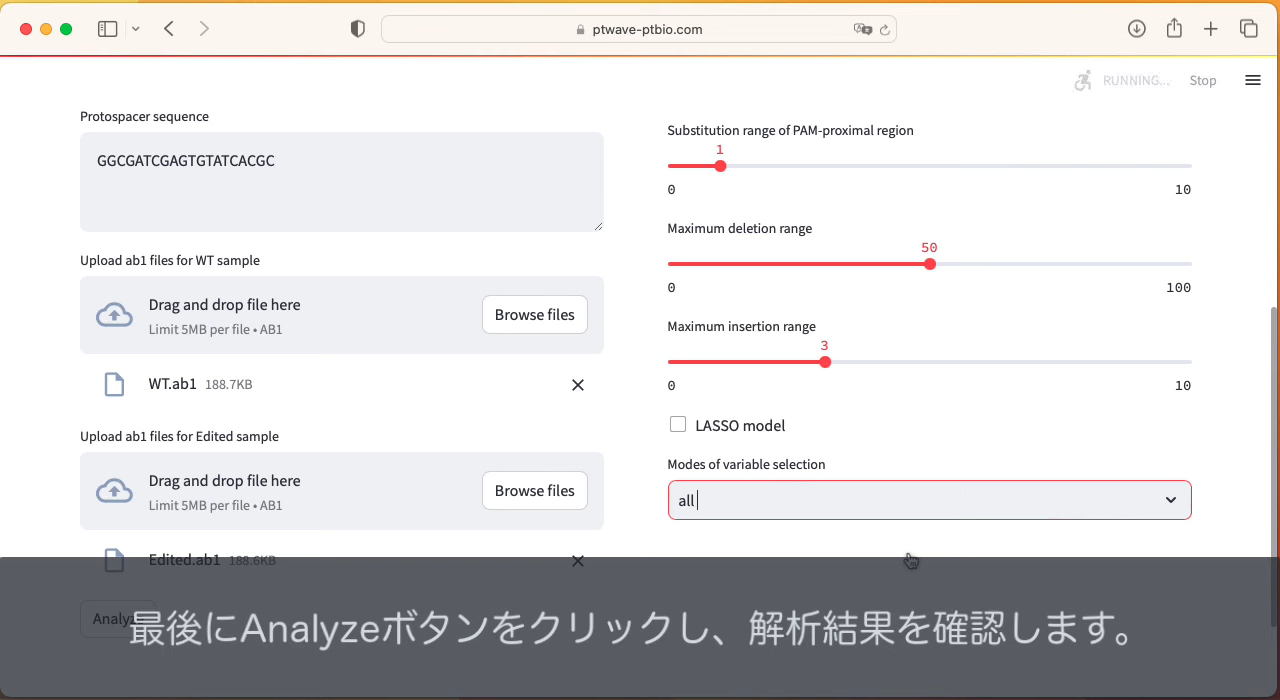 ptwave-ptbio.com
RUNNING... Stop
Protospacer sequence
GGCGATCGAGTGTATCACGC
Upload ab1 files for WT sample
Drag and drop file here
Limit 5MB per file • AB1
Browse files
WT.ab1 188.7KB
Upload ab1 files for Edited sample
Drag and drop file here
Limit 5MB per file • AB1
Browse files
Edited.ab1 188.6KB
Analyze
Substitution range of PAM-proximal region
1
0 10
Maximum deletion range
50
0 100
Maximum insertion range
3
0 10
LASSO model
Modes of variable selection
all
最後にAnalyzeボタンをクリックし、解析結果を確認します。